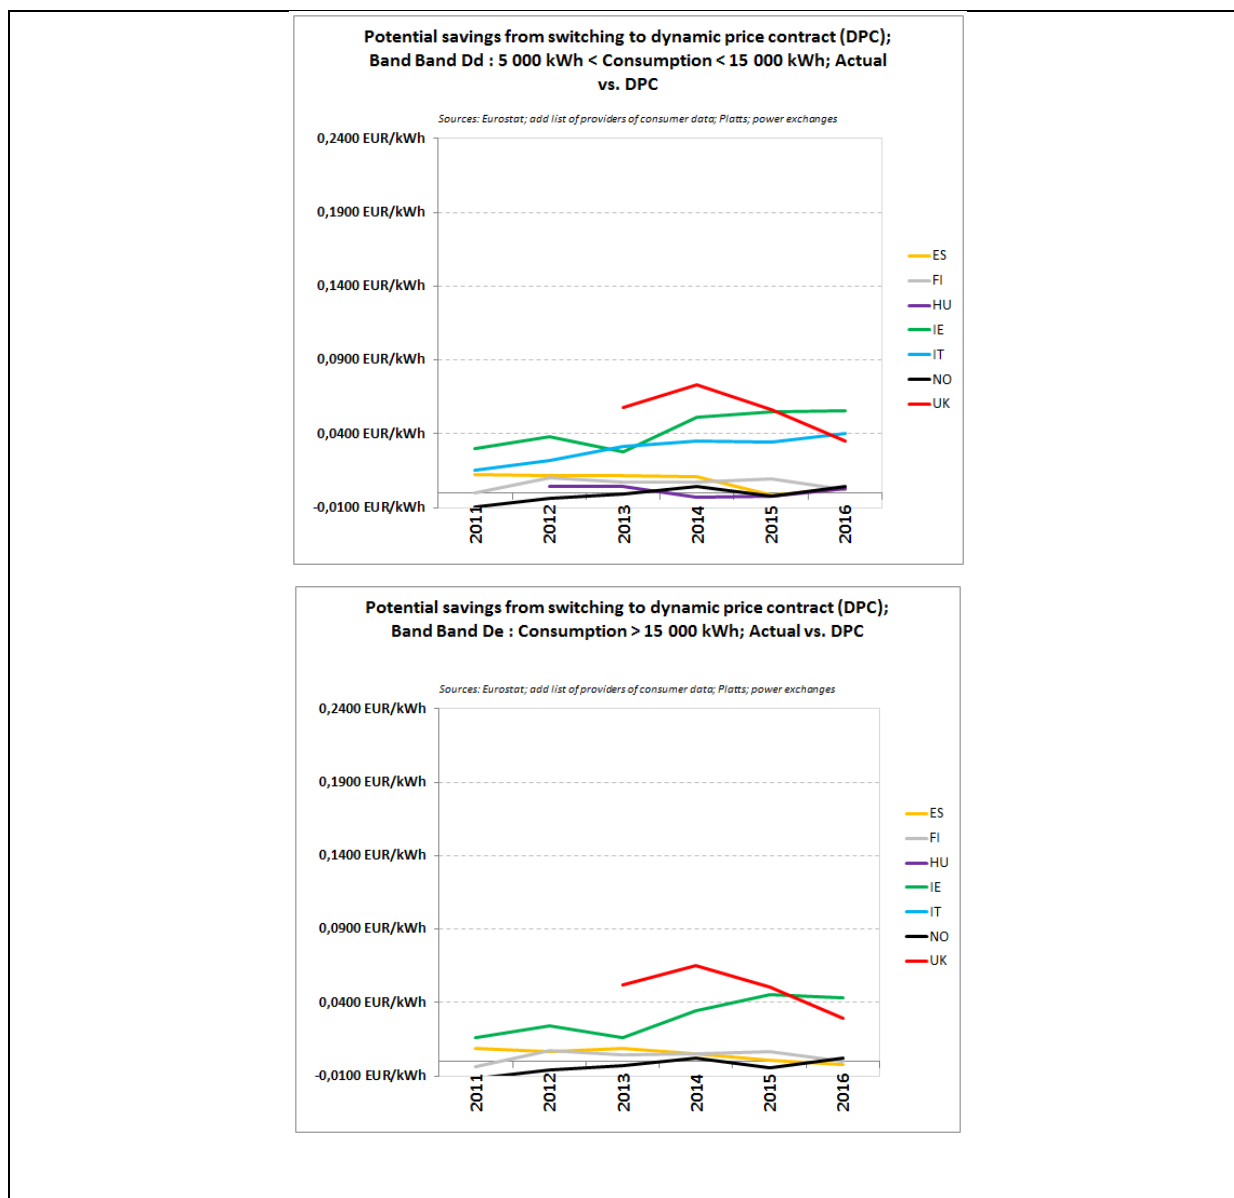 Potential savings from switching to dynamic price contract (DPC);
Band Band Dd : 5 000 kWh < Consumption < 15 000 kWh; Actual
vs. DPC
Sources: Eurostat; add list of providers of consumer data; Platts; power exchanges
0,2400 EUR/kWh
0,1900 EUR/kWh
0,1400 EUR/kWh
0,0900 EUR/kWh
0,0400 EUR/kWh
-0,0100 EUR/kWh
2011
2012
2013
2014
2015
2016
ES
FI
HU
IE
IT
NO
UK
Potential savings from switching to dynamic price contract (DPC);
Band Band De : Consumption > 15 000 kWh; Actual vs. DPC
Sources: Eurostat; add list of providers of consumer data; Platts; power exchanges
0,2400 EUR/kWh
0,1900 EUR/kWh
0,1400 EUR/kWh
0,0900 EUR/kWh
0,0400 EUR/kWh
-0,0100 EUR/kWh
2011
2012
2013
2014
2015
2016
ES
FI
HU
IE
IT
NO
UK